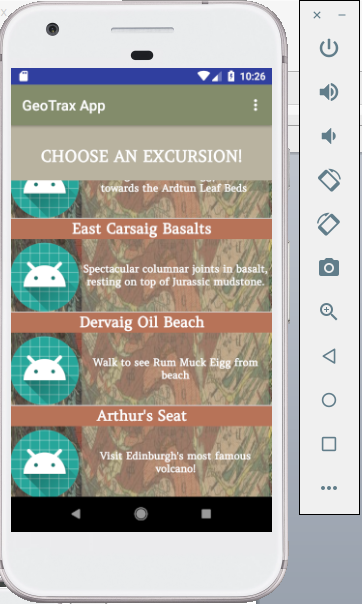 10:26
GeoTrax App
CHOOSE AN EXCURSION!
towards the Ardtun Leaf Beds
East Carsaig Basalts
Spectacular columnar joints in basalt,
resting on top of Jurassic mudstone.
Dervaig Oil Beach
Walk to see Rum Muck Eigg from
beach
Arthur's Seat
Visit Edinburgh's most famous
volcano!